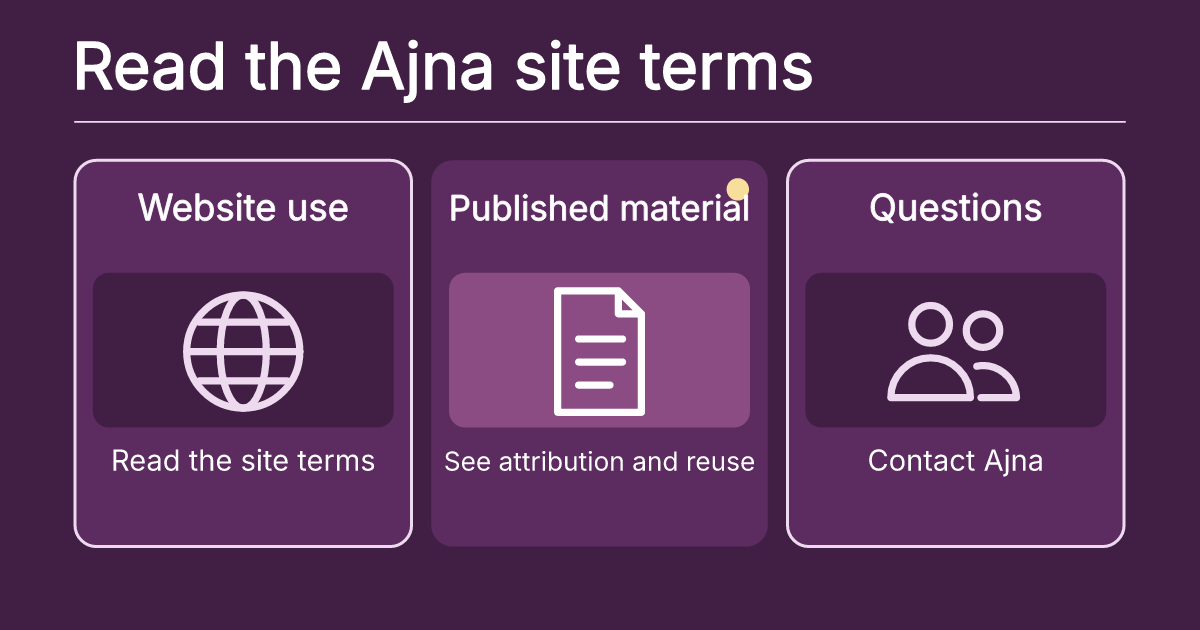 Read the Ajna site terms
Website use
Read the site terms
Published material
See attribution and reuse
Questions
Contact Ajna